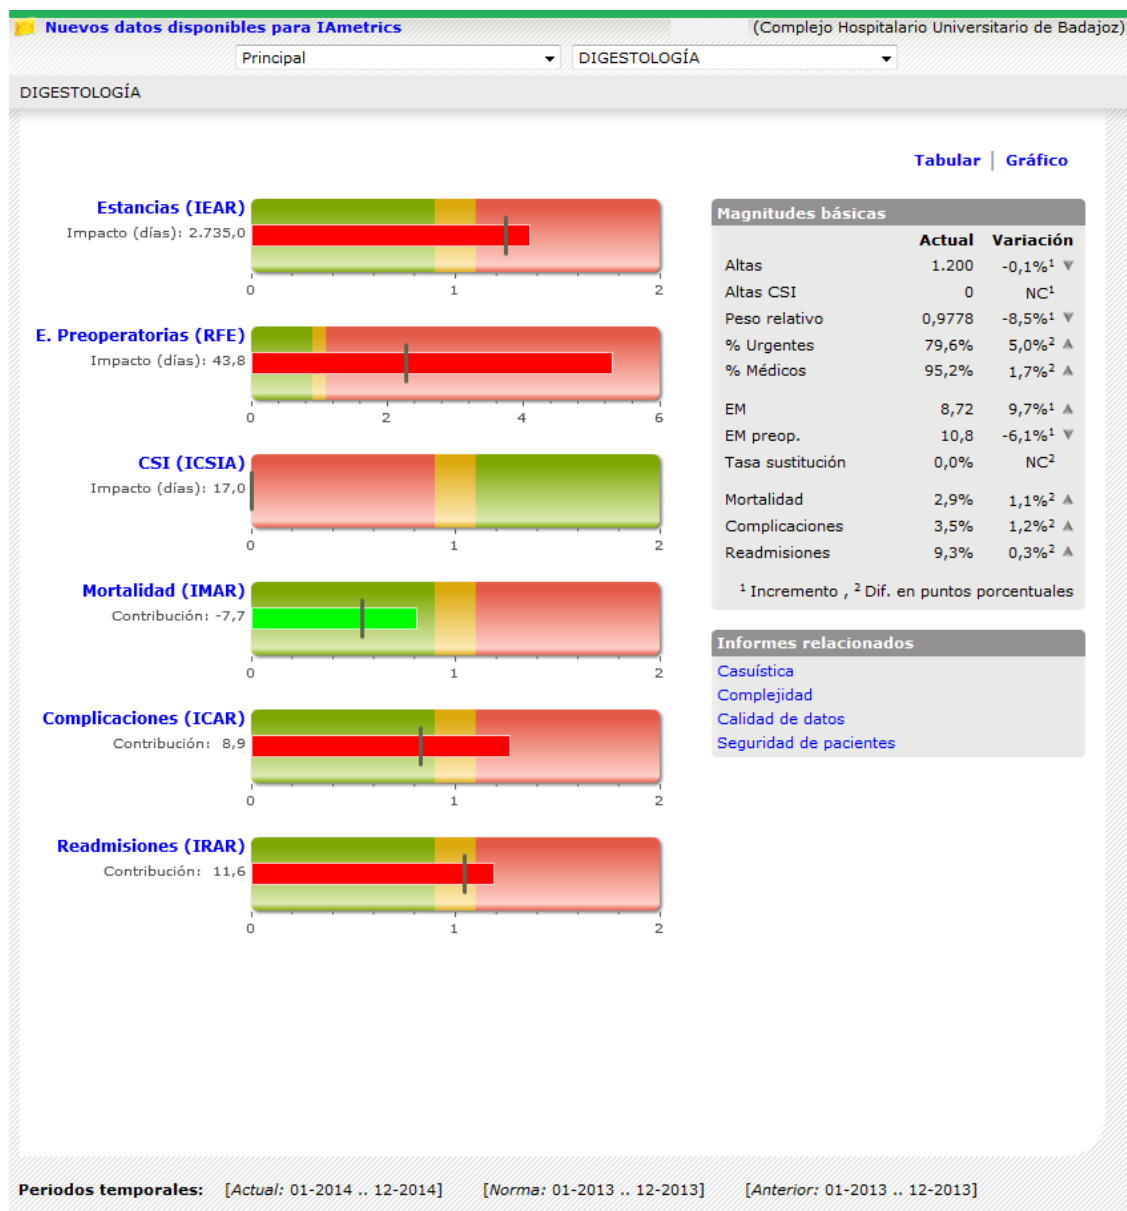 Nuevos datos disponibles para IAmetrics (Complejo Hospitalario Universitario de Badajoz)
Principal DIGESTOLOGÍA
DIGESTOLOGÍA
Tabular | Gráfico
Estancias (IEAR)
Impacto (días): 2.735,0
0 1 2
E. Preoperatorias (RFE)
Impacto (días): 43,8
0 2 4 6
CSI (ICSIA)
Impacto (días): 17,0
0 1 2
Mortalidad (IMAR)
Contribución: -7,7
0 1 2
Complicaciones (ICAR)
Contribución: 8,9
0 1 2
Readmisiones (IRAR)
Contribución: 11,6
0 1 2
Magnitudes básicas
Actual Variación
Altas 1.200 -0,1%¹ ▼
Altas CSI 0 NC¹
Peso relativo 0,9778 -8,5%¹ ▼
% Urgentes 79,6% 5,0%² ▲
% Médicos 95,2% 1,7%² ▲
EM 8,72 9,7%¹ ▲
EM preop. 10,8 -6,1%¹ ▼
Tasa sustitución 0,0% NC²
Mortalidad 2,9% 1,1%² ▲
Complicaciones 3,5% 1,2%² ▲
Readmisiones 9,3% 0,3%² ▲
¹ Incremento , ² Dif. en puntos porcentuales
Informes relacionados
Casuística
Complejidad
Calidad de datos
Seguridad de pacientes
Periodos temporales: [Actual: 01-2014 .. 12-2014] [Norma: 01-2013 .. 12-2013] [Anterior: 01-2013 .. 12-2013]